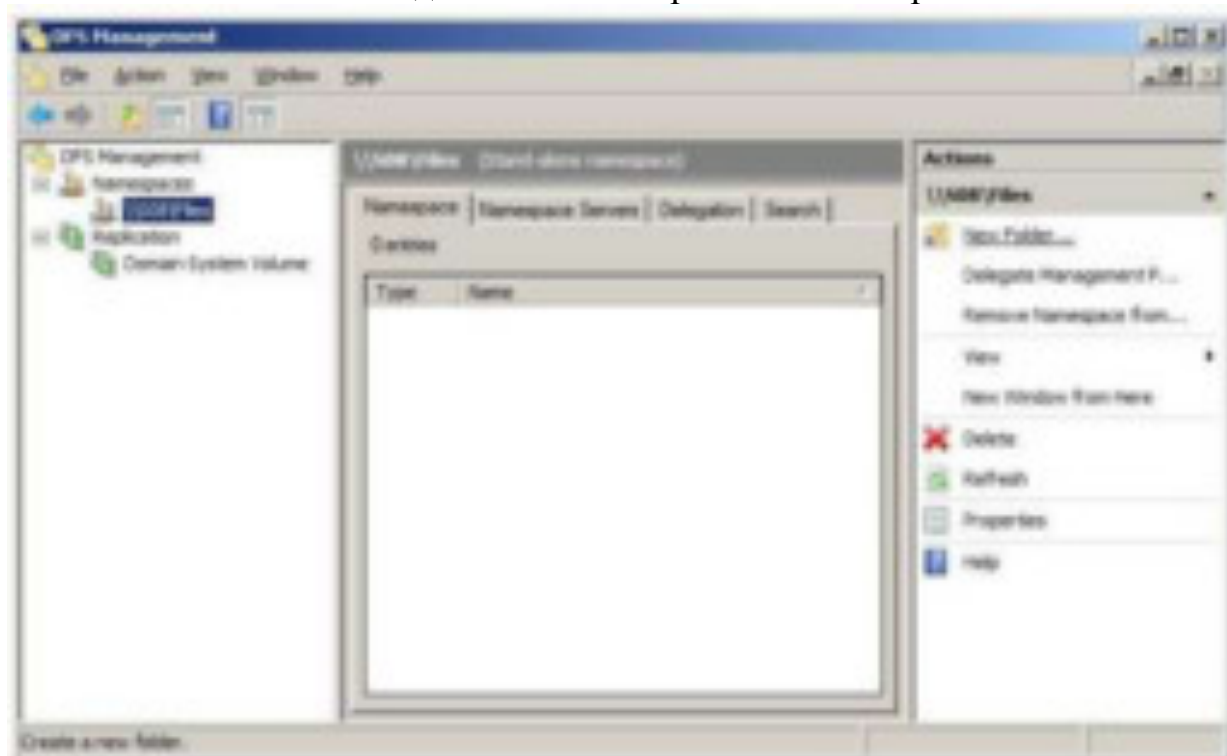 DFS Management
File Action View Window Help
DFS Management
Namespaces
Replication
Domain System Volume
(Stand-alone namespace)
Namespace Namespace Servers Delegation Search
0 entries
Type Name
Actions
New Folder...
Delegate Management P...
Remove Namespace from...
View
New Window from Here
Delete
Refresh
Properties
Help
Create a new folder.